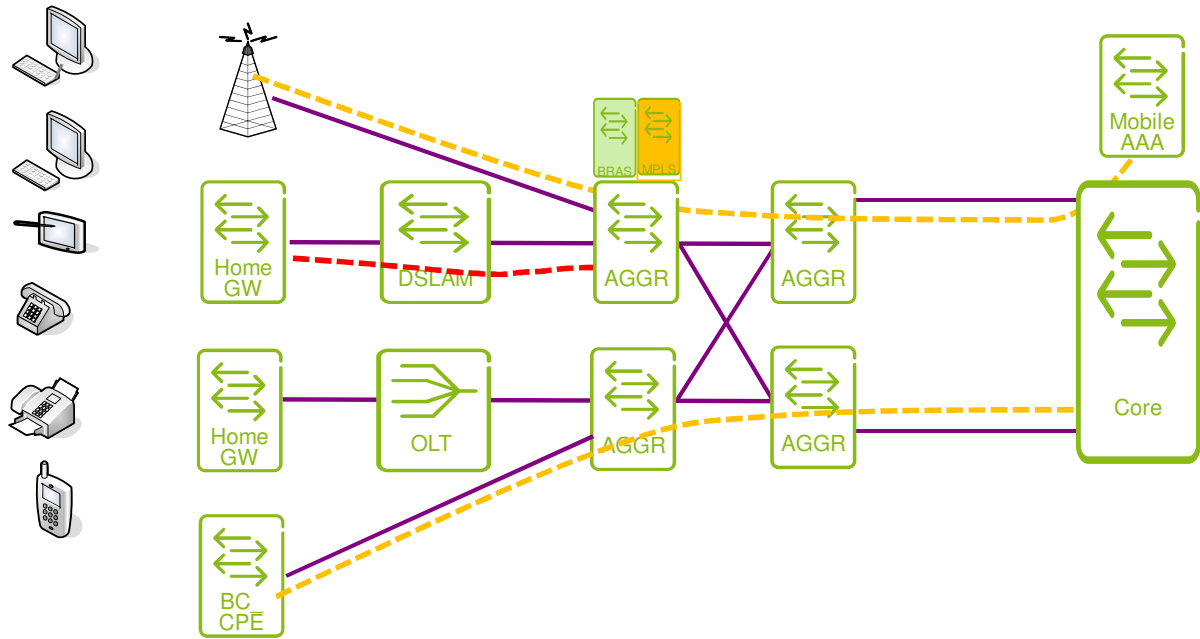 Mobile
AAA
BRAS
MPLS
Home
GW
DSLAM
AGGR
AGGR
Core
Home
GW
OLT
AGGR
AGGR
BC
CPE